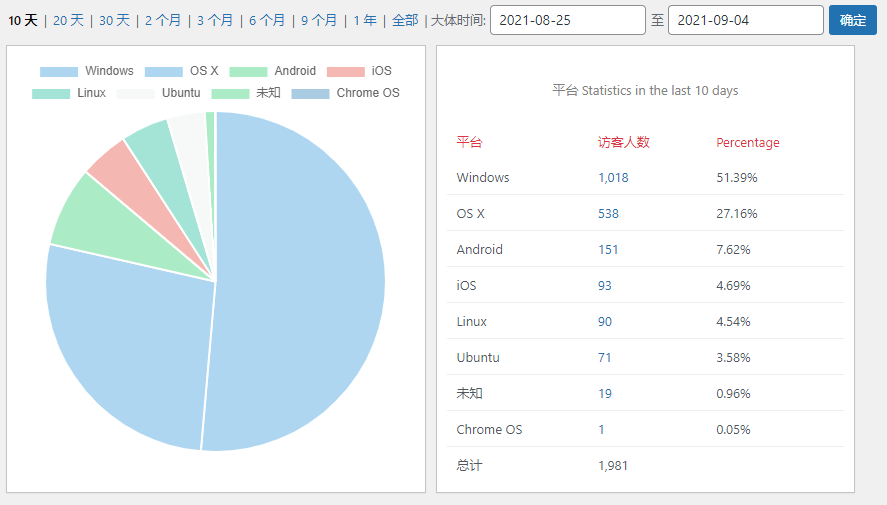 10 天 | 20 天 | 30 天 | 2 个月 | 3 个月 | 6 个月 | 9 个月 | 1 年 | 全部 | 大体时间: 2021-08-25 至 2021-09-04 确定
Windows OS X Android iOS
Linux Ubuntu 未知 Chrome OS
平台 Statistics in the last 10 days
平台 访客人数 Percentage
Windows 1,018 51.39%
OS X 538 27.16%
Android 151 7.62%
iOS 93 4.69%
Linux 90 4.54%
Ubuntu 71 3.58%
未知 19 0.96%
Chrome OS 1 0.05%
总计 1,981